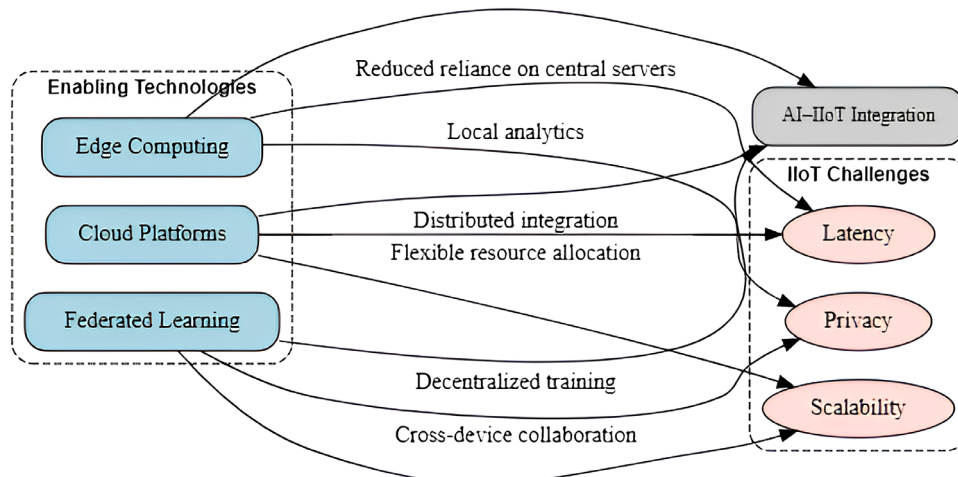 Enabling Technologies
Edge Computing
Cloud Platforms
Federated Learning
Reduced reliance on central servers
Local analytics
Distributed integration
Flexible resource allocation
Decentralized training
Cross-device collaboration
AI–IIoT Integration
IIoT Challenges
Latency
Privacy
Scalability